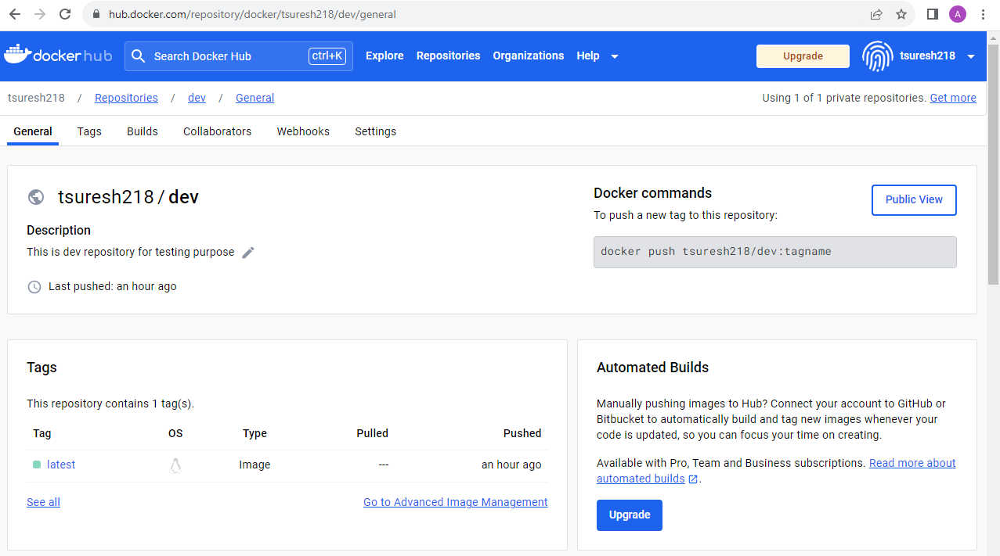 hub.docker.com/repository/docker/tsuresh218/dev/general
A
docker hub
Search Docker Hub ctrl+K Explore Repositories Organizations Help Upgrade tsuresh218
tsuresh218 / Repositories / dev / General Using 1 of 1 private repositories. Get more
General Tags Builds Collaborators Webhooks Settings
tsuresh218 / dev
Description
This is dev repository for testing purpose
Last pushed: an hour ago
Docker commands
Public View
To push a new tag to this repository:
docker push tsuresh218/dev:tagname
Tags
This repository contains 1 tag(s).
Tag OS Type Pulled Pushed
latest Image --- an hour ago
See all Go to Advanced Image Management
Automated Builds
Manually pushing images to Hub? Connect your account to GitHub or
Bitbucket to automatically build and tag new images whenever your
code is updated, so you can focus your time on creating.
Available with Pro, Team and Business subscriptions. Read more about
automated builds .
Upgrade